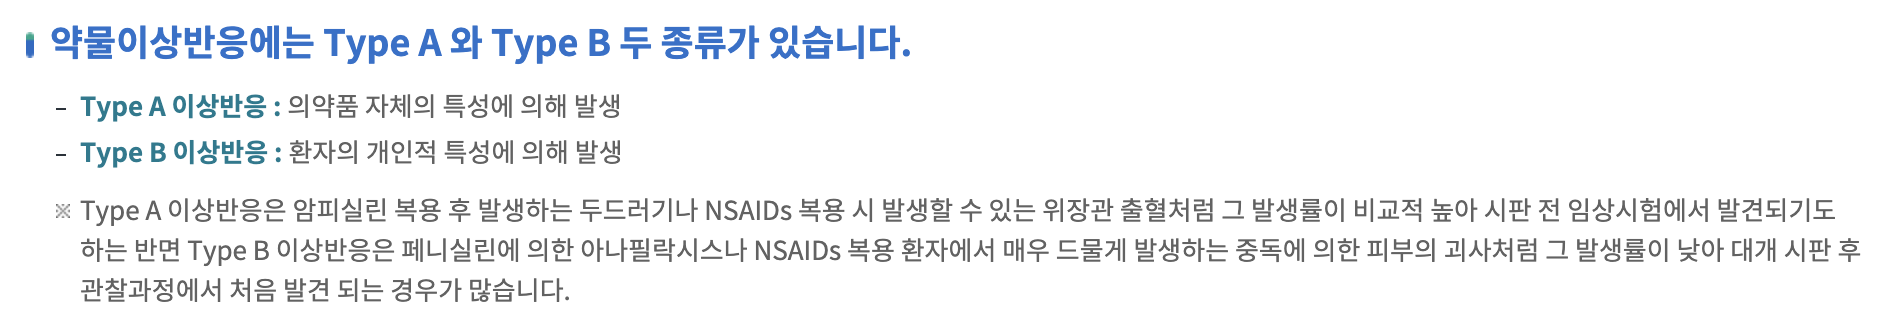 약물이상반응에는 Type A 와 Type B 두 종류가 있습니다.
– Type A 이상반응 : 의약품 자체의 특성에 의해 발생
– Type B 이상반응 : 환자의 개인적 특성에 의해 발생
※ Type A 이상반응은 암피실린 복용 후 발생하는 두드러기나 NSAIDs 복용 시 발생할 수 있는 위장관 출혈처럼 그 발생률이 비교적 높아 시판 전 임상시험에서 발견되기도
하는 반면 Type B 이상반응은 페니실린에 의한 아나필락시스나 NSAIDs 복용 환자에서 매우 드물게 발생하는 중독에 의한 피부의 괴사처럼 그 발생률이 낮아 대개 시판 후
관찰과정에서 처음 발견 되는 경우가 많습니다.